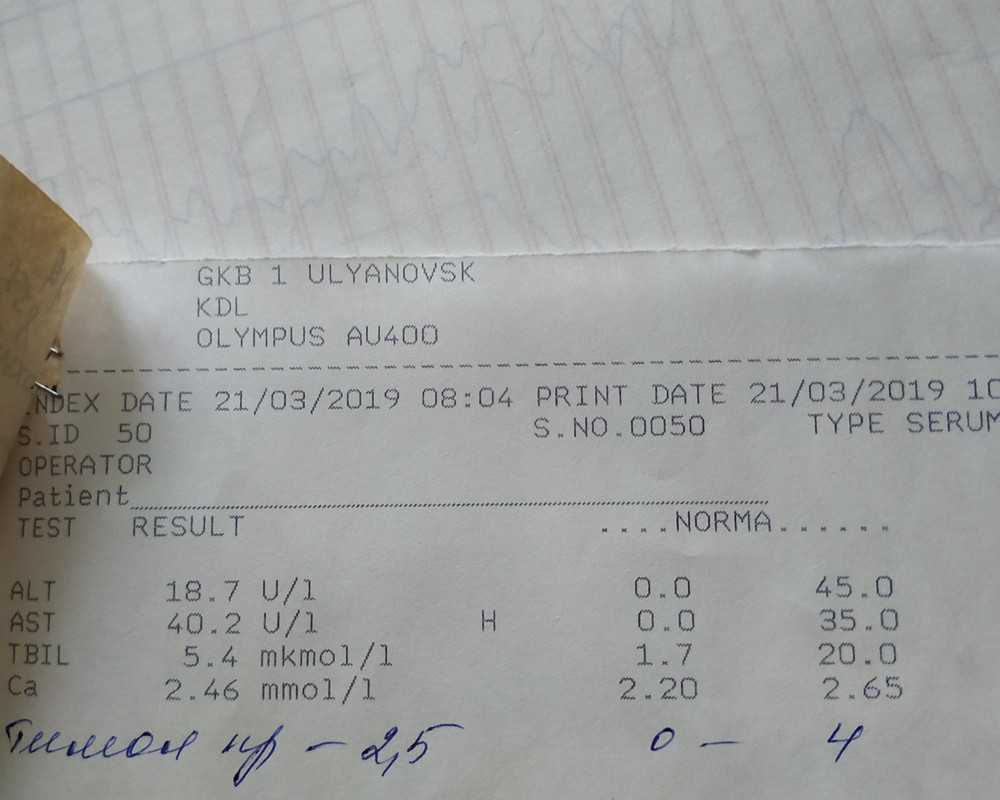 GKB 1 ULYANOVSK
KDL
OLYMPUS AU400
INDEX DATE 21/03/2019 08:04 PRINT DATE 21/03/2019 10
S.ID 50 S.NO.0050 TYPE SERUM
OPERATOR
Patient
TEST RESULT ....NORMA......
ALT 18.7 U/l 0.0 45.0
AST 40.2 U/l H 0.0 35.0
TBIL 5.4 mkmol/l 1.7 20.0
Ca 2.46 mmol/l 2.20 2.65
Тимол пр – 2,5 0 – 4